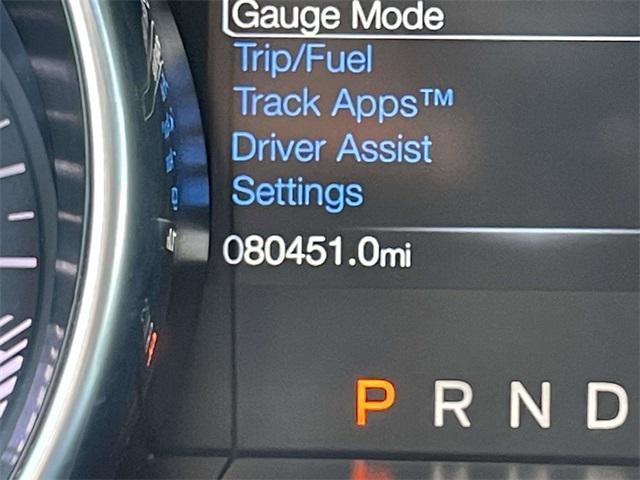 Gauge Mode
Trip/Fuel
Track Apps™
Driver Assist
Settings
080451.0mi
P R N D